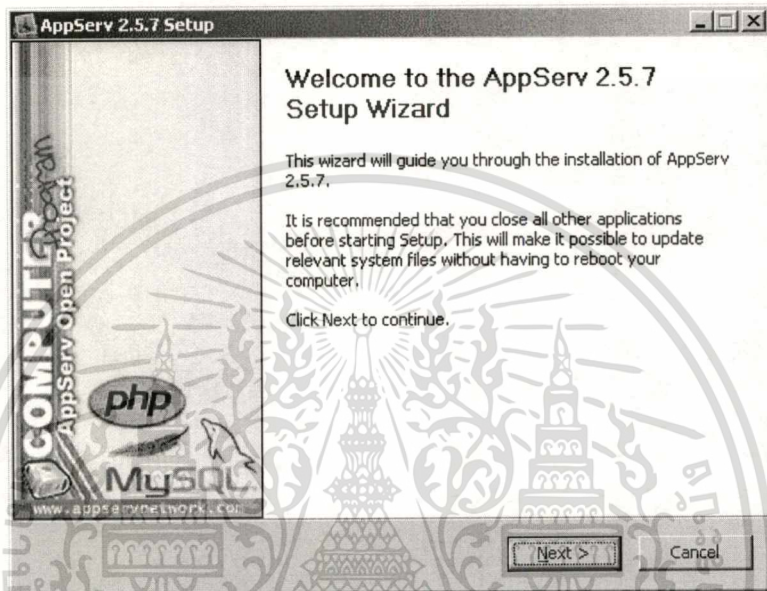 AppServ 2.5.7 Setup
Welcome to the AppServ 2.5.7
Setup Wizard
This wizard will guide you through the installation of AppServ
2.5.7.
It is recommended that you close all other applications
before starting Setup. This will make it possible to update
relevant system files without having to reboot your
computer.
Click Next to continue.
COMPUTER
Program
AppServ Open Project
php
MySQL
www.appservnetwork.com
Next >
Cancel